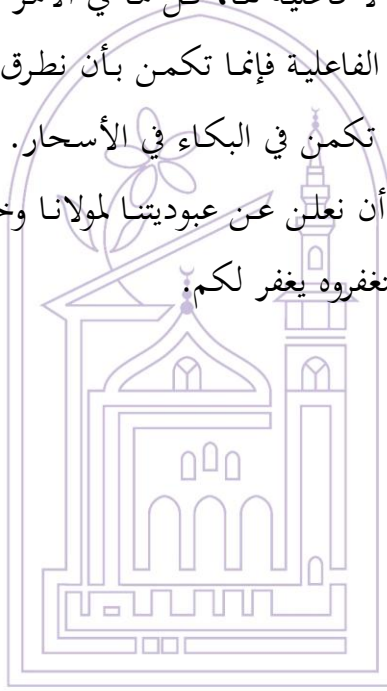 لا فاعلية لها، كل ما في الأمر
الفاعلية فإنما تكمن بأن نطرق
تكمن في البكاء في الأسحار.
أن نعلن عن عبوديتنا لمولانا
تغفروه يغفر لكم.